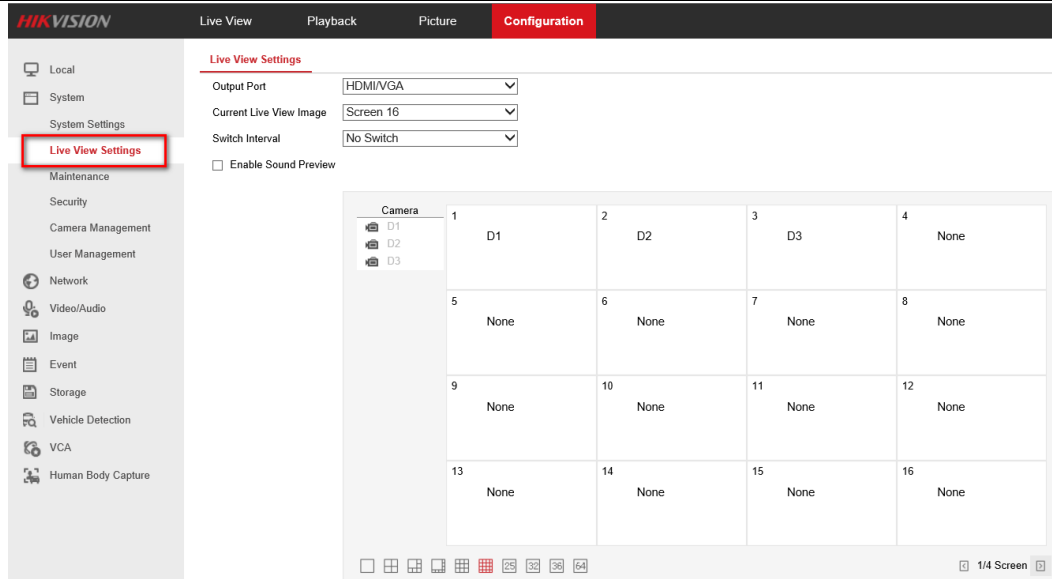 HIKVISION
Live View
Playback
Picture
Configuration
Local
System
System Settings
Live View Settings
Maintenance
Security
Camera Management
User Management
Network
Video/Audio
Image
Event
Storage
Vehicle Detection
VCA
Human Body Capture
Live View Settings
Output Port HDMI/VGA
Current Live View Image Screen 16
Switch Interval No Switch
Enable Sound Preview
Camera
D1
D2
D3
1 2 3 4
D1 D2 D3 None
5 6 7 8
None None None None
9 10 11 12
None None None None
13 14 15 16
None None None None
25 32 36 64
1/4 Screen